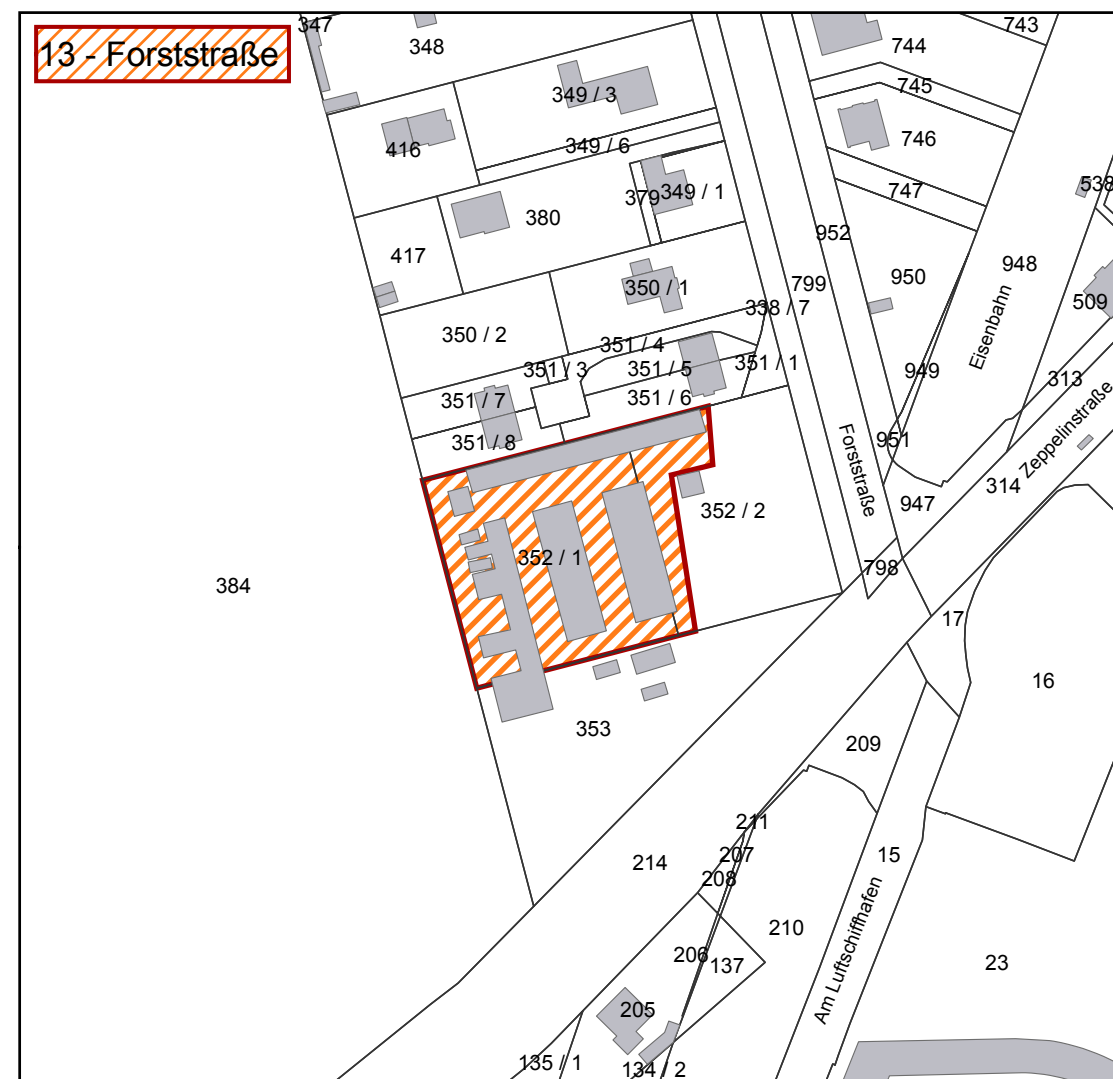 13 - Forststraße
347
348
743
744
349 / 3
745
416
349 / 6
746
538
379
349 / 1
747
380
952
417
950
948
799
350 / 1
509
338 / 7
350 / 2
Eisenbahn
351 / 4
351 / 3
351 / 5
351 / 1
949
313
351 / 7
351 / 6
Zeppelinstraße
351 / 8
951
Forststraße
314
947
352 / 2
352 / 1
798
384
17
16
353
209
211
214
207
15
208
210
206
137
23
Am Luftschiffhafen
205
135 / 1
134 / 2